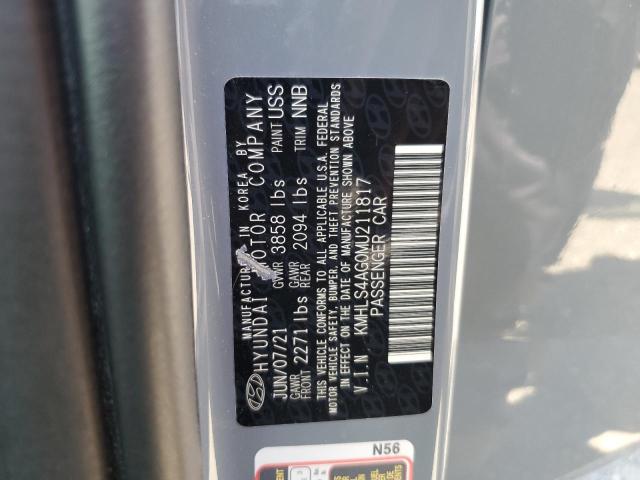 MANUFACTURED IN KOREA BY
HYUNDAI MOTOR COMPANY
JUN/07/21 GVWR 3858 lbs PAINT USS
GAWR FRONT 2271 lbs GAWR REAR 2094 lbs TRIM NNB
THIS VEHICLE CONFORMS TO ALL APPLICABLE U.S.A. FEDERAL
MOTOR VEHICLE SAFETY, BUMPER, AND THEFT PREVENTION STANDARDS
IN EFFECT ON THE DATE OF MANUFACTURE SHOWN ABOVE
V.I.N KMHLS4AG0MU211817
PASSENGER CAR
N56